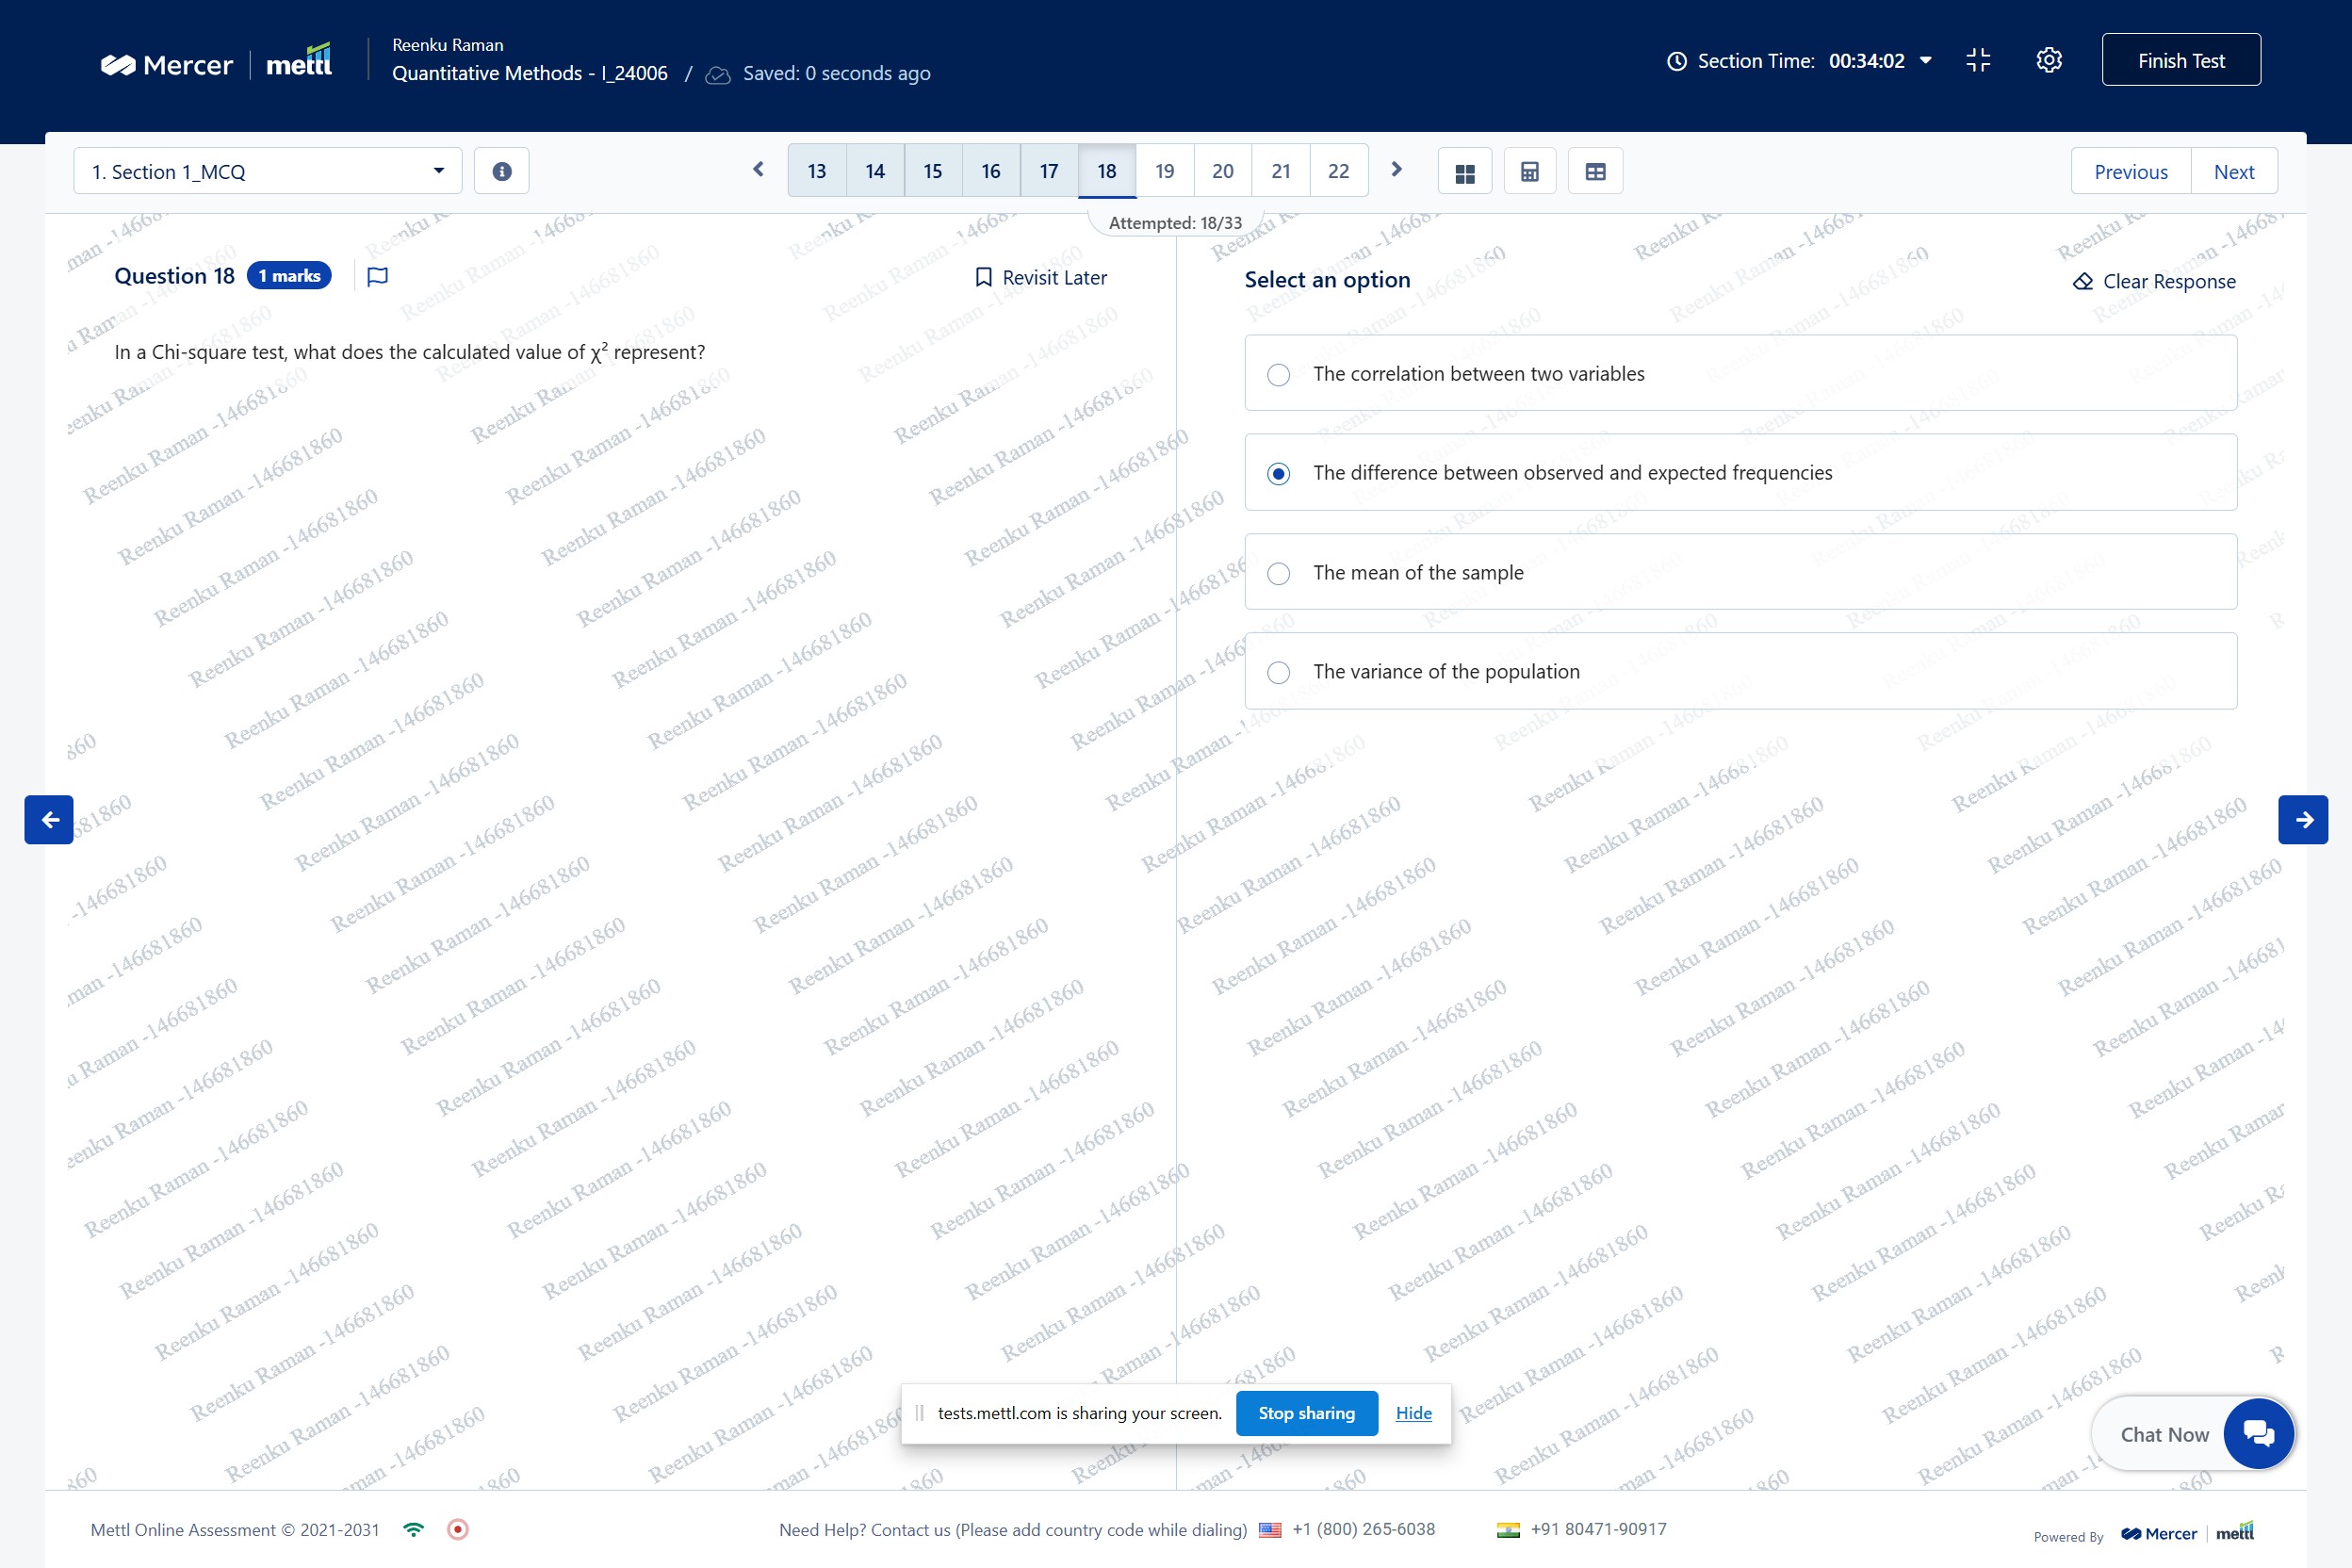 Mercer | mettl
Reenku Raman
Quantitative Methods - I_24006 / Saved: 0 seconds ago
Section Time: 00:34:02
Finish Test
1. Section 1_MCQ
13 14 15 16 17 18 19 20 21 22
Previous Next
Attempted: 18/33
Question 18 1 marks
Revisit Later
In a Chi-square test, what does the calculated value of χ² represent?
Select an option
Clear Response
The correlation between two variables
The difference between observed and expected frequencies
The mean of the sample
The variance of the population
Reenku Raman -146681860
tests.mettl.com is sharing your screen. Stop sharing Hide
Chat Now
Mettl Online Assessment © 2021-2031
Need Help? Contact us (Please add country code while dialing) +1 (800) 265-6038 +91 80471-90917
Powered By Mercer | mettl